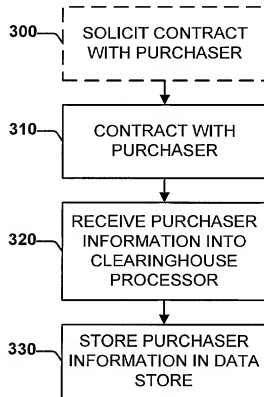 300
SOLICIT CONTRACT
WITH PURCHASER
310
CONTRACT WITH
PURCHASER
320
RECEIVE PURCHASER
INFORMATION INTO
CLEARINGHOUSE
PROCESSOR
330
STORE PURCHASER
INFORMATION IN DATA
STORE